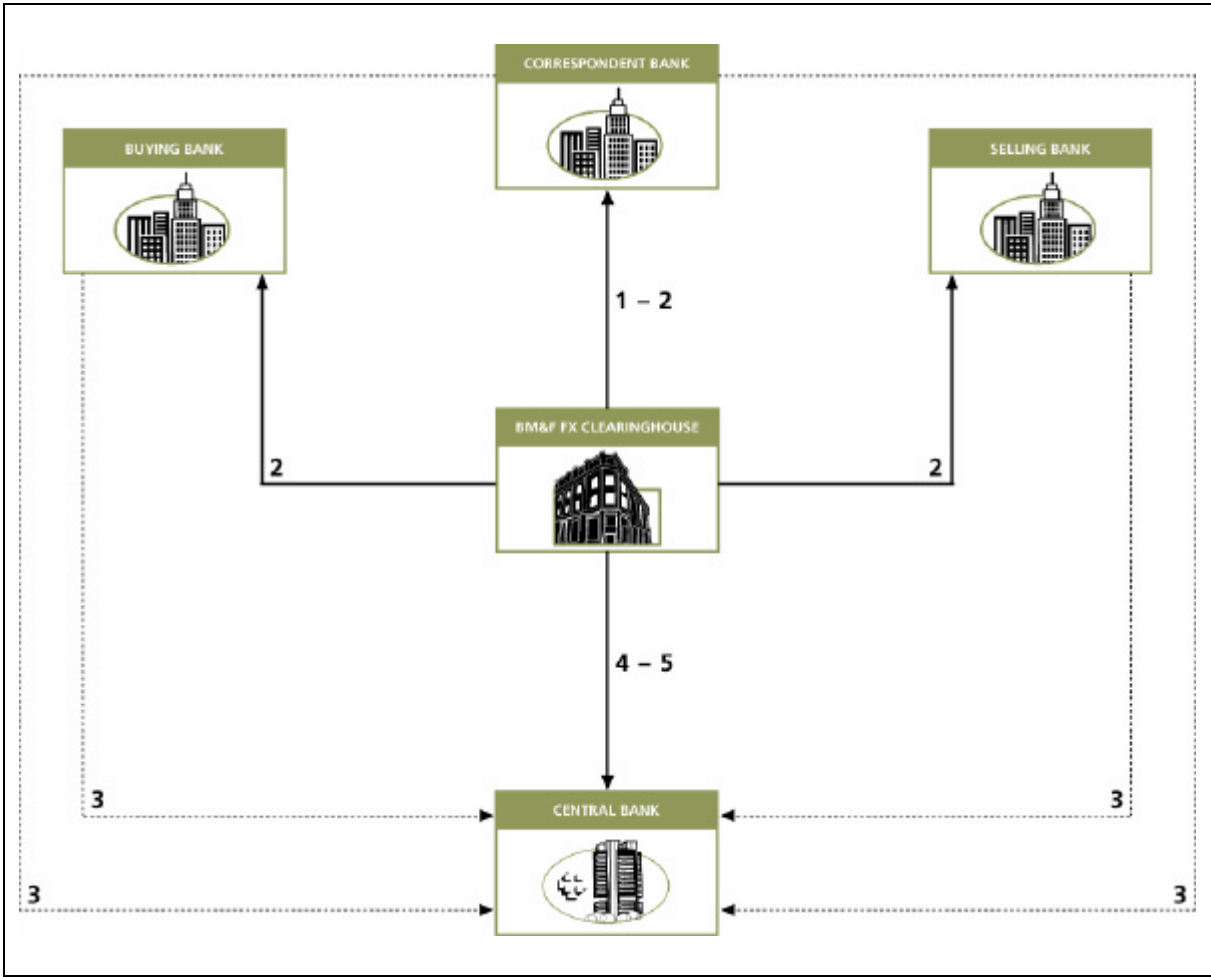 CORRESPONDENT BANK
BUYING BANK
SELLING BANK
1 – 2
BM&F FX CLEARINGHOUSE
2
2
4 – 5
3
3
CENTRAL BANK
3
3